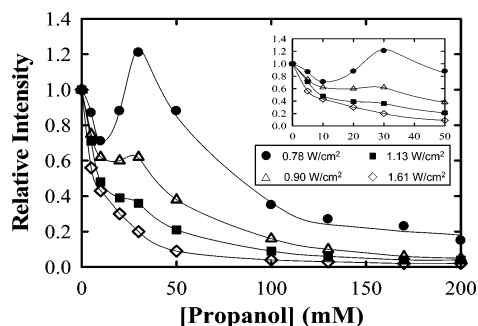 Relative Intensity
1.4
1.2
1.0
0.8
0.6
0.4
0.2
0.0
0 50 100 150 200
[Propanol] (mM)
1.4
1.2
1.0
0.8
0.6
0.4
0.2
0.0
0 10 20 30 40 50
0.78 W/cm² 1.13 W/cm²
0.90 W/cm² 1.61 W/cm²